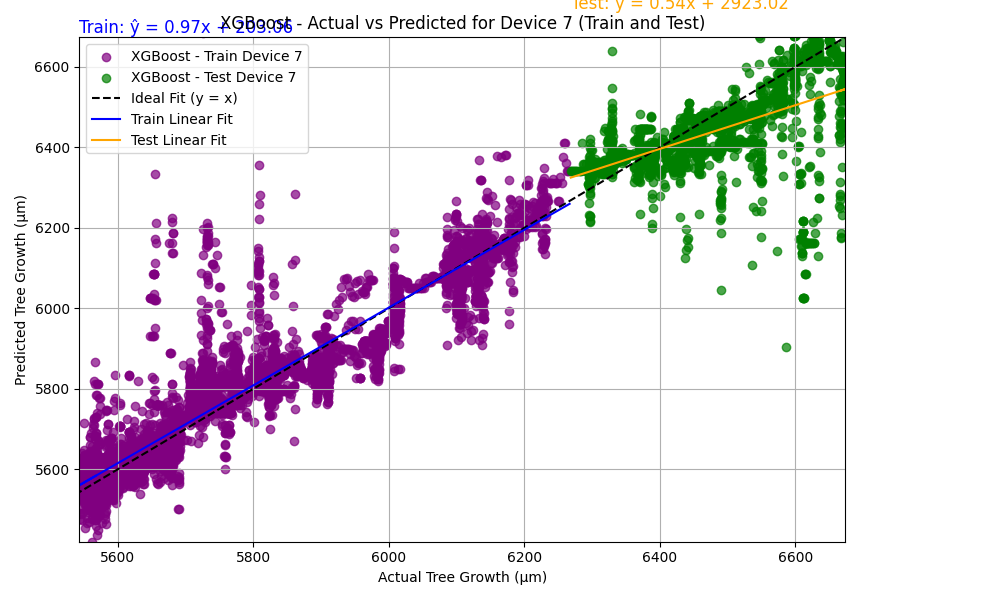 Test: ŷ = 0.54x + 2923.02
Train: ŷ = 0.97x + 203.06
XGBoost - Actual vs Predicted for Device 7 (Train and Test)
XGBoost - Train Device 7
XGBoost - Test Device 7
Ideal Fit (y = x)
Train Linear Fit
Test Linear Fit
Predicted Tree Growth (µm)
6600
6400
6200
6000
5800
5600
5600 5800 6000 6200 6400 6600
Actual Tree Growth (µm)